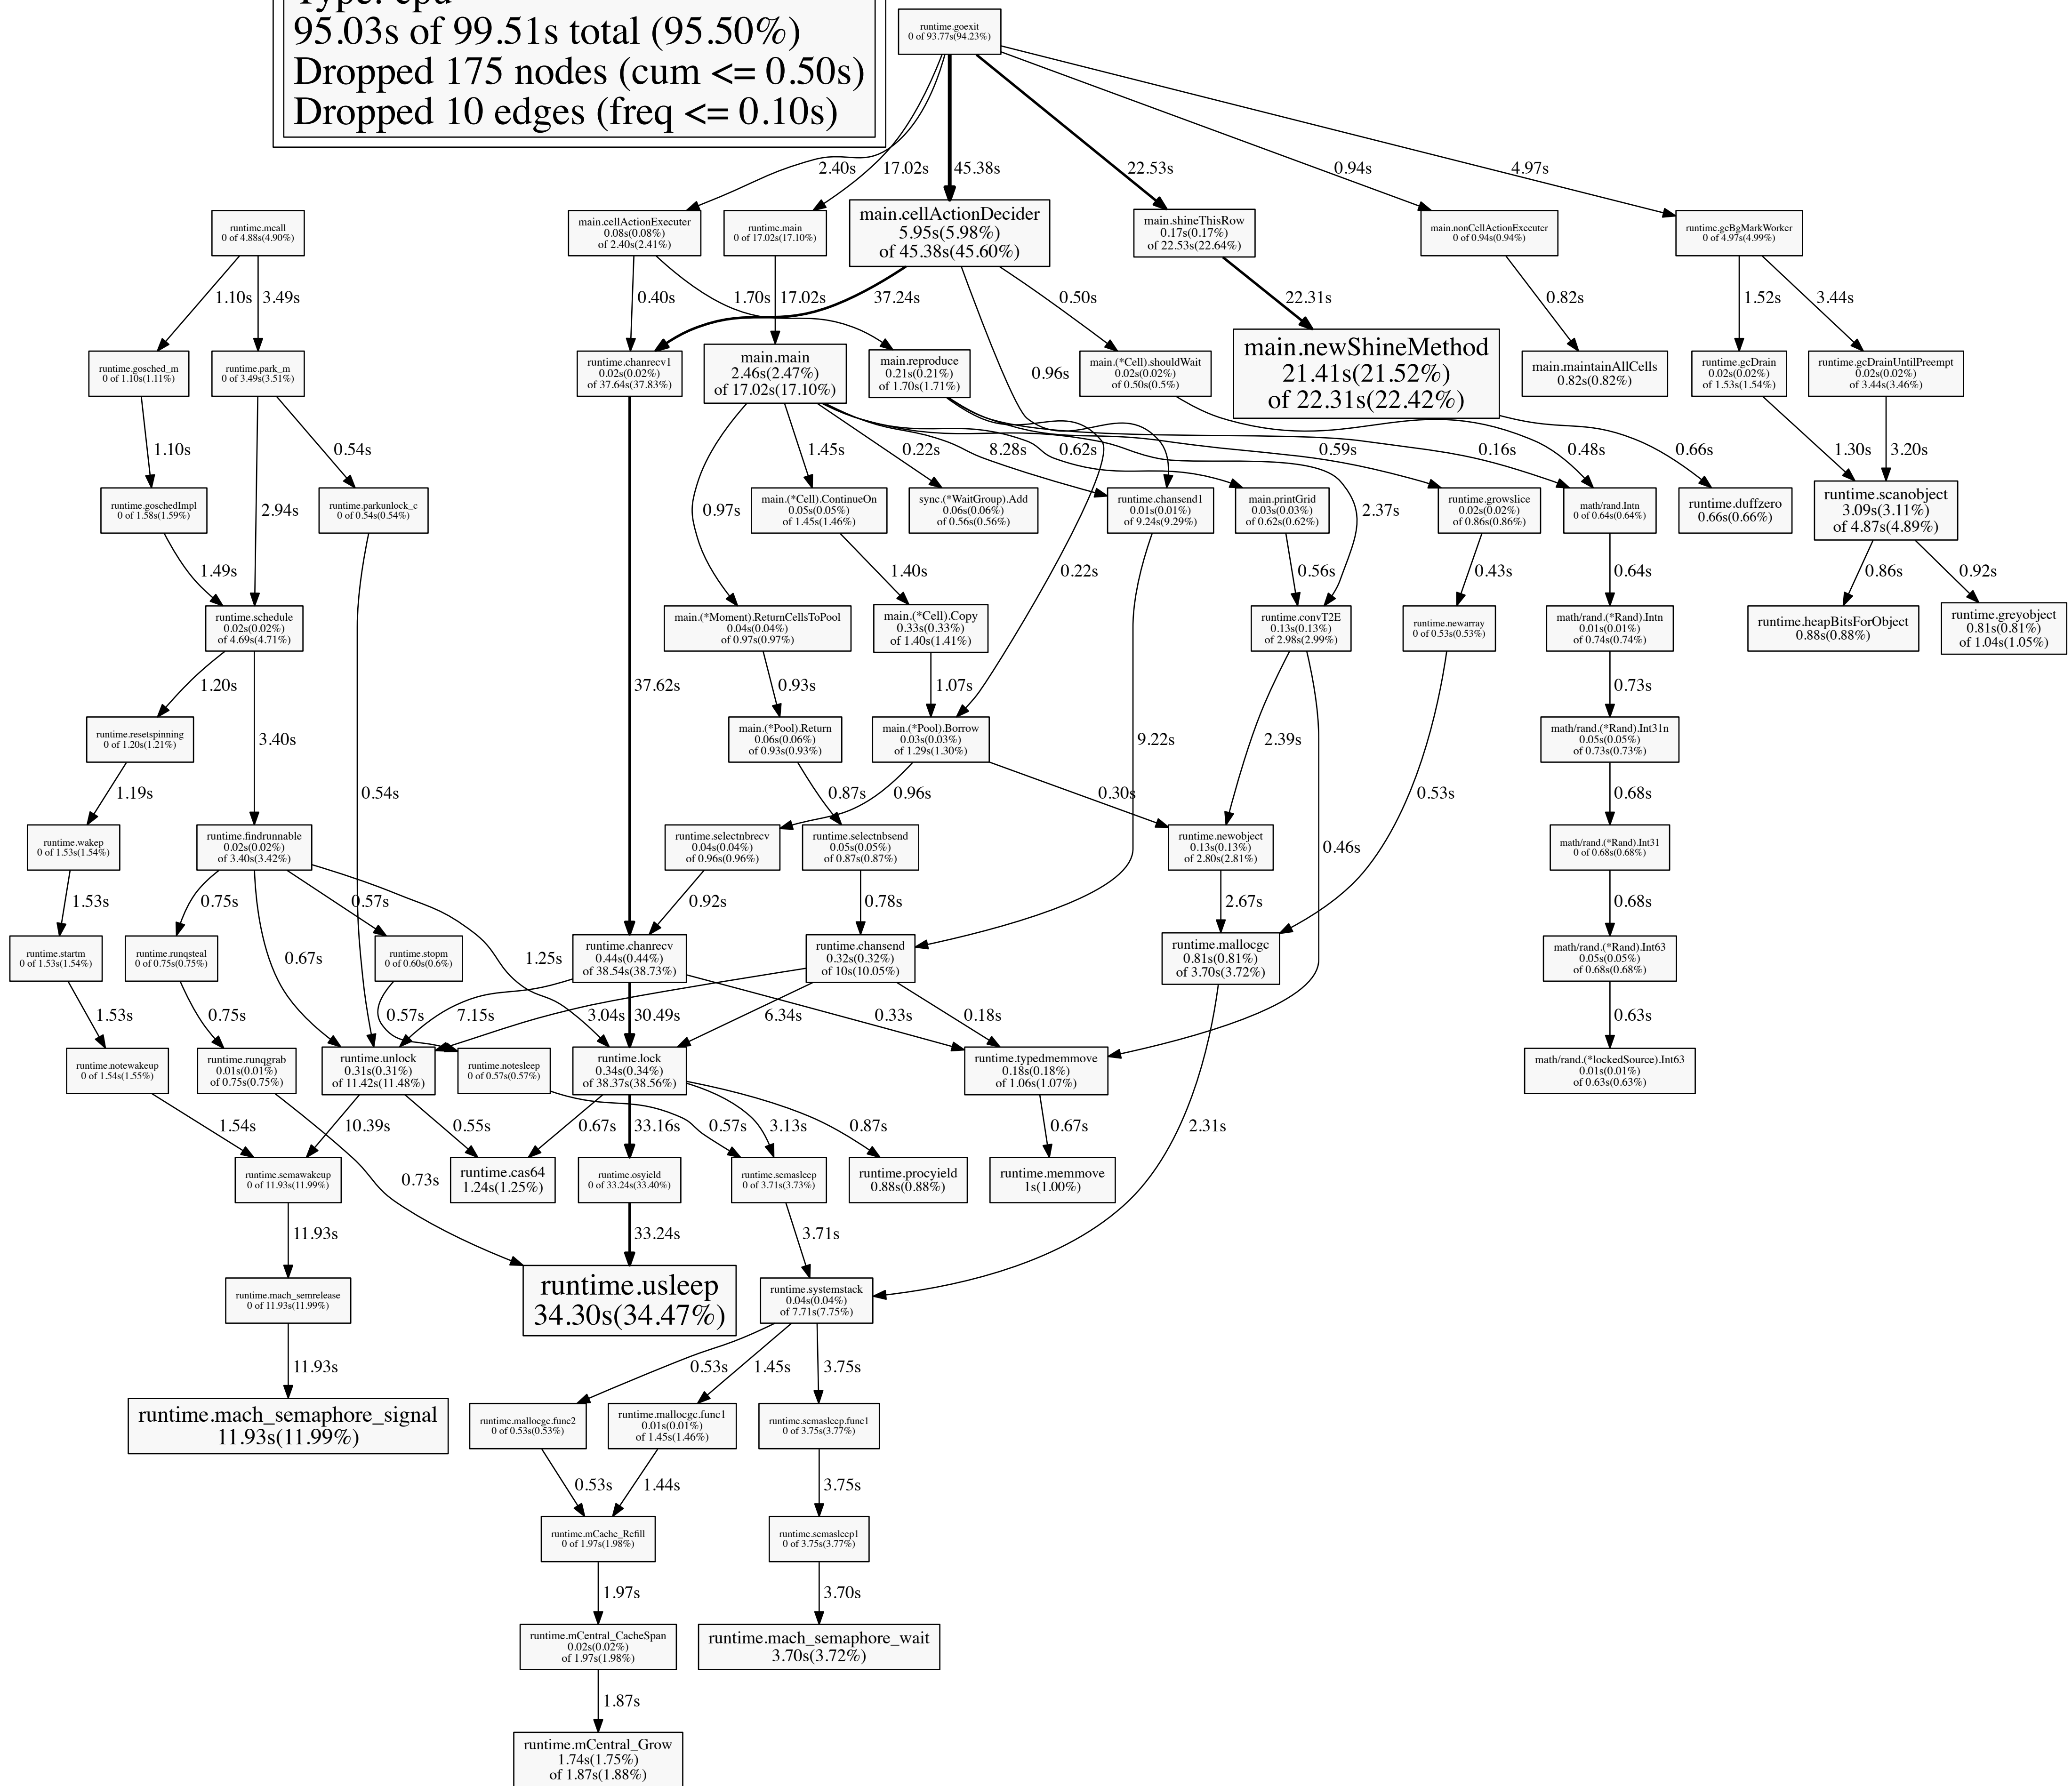 Type: cpu
95.03s of 99.51s total (95.50%)
Dropped 175 nodes (cum <= 0.50s)
Dropped 10 edges (freq <= 0.10s)
runtime.goexit
0 of 93.77s(94.23%)
2.40s
17.02s
45.38s
22.53s
0.94s
4.97s
runtime.mcall
0 of 4.88s(4.90%)
main.cellActionExecuter
0.08s(0.08%)
of 2.40s(2.41%)
runtime.main
0 of 17.02s(17.10%)
main.cellActionDecider
5.95s(5.98%)
of 45.38s(45.60%)
main.shineThisRow
0.17s(0.17%)
of 22.53s(22.64%)
main.nonCellActionExecuter
0 of 0.94s(0.94%)
runtime.gcBgMarkWorker
0 of 4.97s(4.99%)
1.10s
3.49s
0.40s
1.70s
17.02s
37.24s
0.50s
22.31s
0.82s
1.52s
3.44s
runtime.gosched_m
0 of 1.10s(1.11%)
runtime.park_m
0 of 3.49s(3.51%)
runtime.chanrecv1
0.02s(0.02%)
of 37.64s(37.83%)
main.main
2.46s(2.47%)
of 17.02s(17.10%)
main.reproduce
0.21s(0.21%)
of 1.70s(1.71%)
0.96s
main.(*Cell).shouldWait
0.02s(0.02%)
of 0.50s(0.5%)
main.newShineMethod
21.41s(21.52%)
of 22.31s(22.42%)
main.maintainAllCells
0.82s(0.82%)
runtime.gcDrain
0.02s(0.02%)
of 1.53s(1.54%)
runtime.gcDrainUntilPreempt
0.02s(0.02%)
of 3.44s(3.46%)
1.10s
0.54s
1.45s
0.22s
8.28s
0.62s
0.59s
0.16s
0.48s
0.66s
1.30s
3.20s
runtime.goschedImpl
0 of 1.58s(1.59%)
2.94s
runtime.parkunlock_c
0 of 0.54s(0.54%)
0.97s
main.(*Cell).ContinueOn
0.05s(0.05%)
of 1.45s(1.46%)
sync.(*WaitGroup).Add
0.06s(0.06%)
of 0.56s(0.56%)
runtime.chansend1
0.01s(0.01%)
of 9.24s(9.29%)
main.printGrid
0.03s(0.03%)
of 0.62s(0.62%)
2.37s
runtime.growslice
0.02s(0.02%)
of 0.86s(0.86%)
math/rand.Intn
0 of 0.64s(0.64%)
runtime.duffzero
0.66s(0.66%)
runtime.scanobject
3.09s(3.11%)
of 4.87s(4.89%)
1.49s
1.40s
0.22s
0.56s
0.43s
0.64s
0.86s
0.92s
runtime.schedule
0.02s(0.02%)
of 4.69s(4.71%)
main.(*Moment).ReturnCellsToPool
0.04s(0.04%)
of 0.97s(0.97%)
main.(*Cell).Copy
0.33s(0.33%)
of 1.40s(1.41%)
runtime.convT2E
0.13s(0.13%)
of 2.98s(2.99%)
runtime.newarray
0 of 0.53s(0.53%)
math/rand.(*Rand).Intn
0.01s(0.01%)
of 0.74s(0.74%)
runtime.heapBitsForObject
0.88s(0.88%)
runtime.greyobject
0.81s(0.81%)
of 1.04s(1.05%)
1.20s
37.62s
0.93s
1.07s
0.73s
runtime.resetspinning
0 of 1.20s(1.21%)
3.40s
main.(*Pool).Return
0.06s(0.06%)
of 0.93s(0.93%)
main.(*Pool).Borrow
0.03s(0.03%)
of 1.29s(1.30%)
9.22s
2.39s
math/rand.(*Rand).Int31n
0.05s(0.05%)
of 0.73s(0.73%)
1.19s
0.54s
0.87s
0.96s
0.30s
0.53s
0.68s
runtime.wakep
0 of 1.53s(1.54%)
runtime.findrunnable
0.02s(0.02%)
of 3.40s(3.42%)
runtime.selectnbrecv
0.04s(0.04%)
of 0.96s(0.96%)
runtime.selectnbsend
0.05s(0.05%)
of 0.87s(0.87%)
runtime.newobject
0.13s(0.13%)
of 2.80s(2.81%)
0.46s
math/rand.(*Rand).Int31
0 of 0.68s(0.68%)
1.53s
0.75s
0.57s
0.92s
0.78s
2.67s
0.68s
runtime.startm
0 of 1.53s(1.54%)
runtime.runqsteal
0 of 0.75s(0.75%)
0.67s
runtime.stopm
0 of 0.60s(0.6%)
1.25s
runtime.chanrecv
0.44s(0.44%)
of 38.54s(38.73%)
runtime.chansend
0.32s(0.32%)
of 10s(10.05%)
runtime.mallocgc
0.81s(0.81%)
of 3.70s(3.72%)
math/rand.(*Rand).Int63
0.05s(0.05%)
of 0.68s(0.68%)
1.53s
0.75s
0.57s
7.15s
3.04s
30.49s
6.34s
0.33s
0.18s
0.63s
runtime.notewakeup
0 of 1.54s(1.55%)
runtime.runqgrab
0.01s(0.01%)
of 0.75s(0.75%)
runtime.unlock
0.31s(0.31%)
of 11.42s(11.48%)
runtime.notesleep
0 of 0.57s(0.57%)
runtime.lock
0.34s(0.34%)
of 38.37s(38.56%)
runtime.typedmemmove
0.18s(0.18%)
of 1.06s(1.07%)
math/rand.(*lockedSource).Int63
0.01s(0.01%)
of 0.63s(0.63%)
1.54s
10.39s
0.55s
0.67s
33.16s
0.57s
3.13s
0.87s
0.67s
2.31s
runtime.semawakeup
0 of 11.93s(11.99%)
0.73s
runtime.cas64
1.24s(1.25%)
runtime.osyield
0 of 33.24s(33.40%)
runtime.semasleep
0 of 3.71s(3.73%)
runtime.procyield
0.88s(0.88%)
runtime.memmove
1s(1.00%)
11.93s
33.24s
3.71s
runtime.mach_semrelease
0 of 11.93s(11.99%)
runtime.usleep
34.30s(34.47%)
runtime.systemstack
0.04s(0.04%)
of 7.71s(7.75%)
11.93s
0.53s
1.45s
3.75s
runtime.mach_semaphore_signal
11.93s(11.99%)
runtime.mallocgc.func2
0 of 0.53s(0.53%)
runtime.mallocgc.func1
0.01s(0.01%)
of 1.45s(1.46%)
runtime.semasleep.func1
0 of 3.75s(3.77%)
0.53s
1.44s
3.75s
runtime.mCache_Refill
0 of 1.97s(1.98%)
runtime.semasleep1
0 of 3.75s(3.77%)
1.97s
3.70s
runtime.mCentral_CacheSpan
0.02s(0.02%)
of 1.97s(1.98%)
runtime.mach_semaphore_wait
3.70s(3.72%)
1.87s
runtime.mCentral_Grow
1.74s(1.75%)
of 1.87s(1.88%)